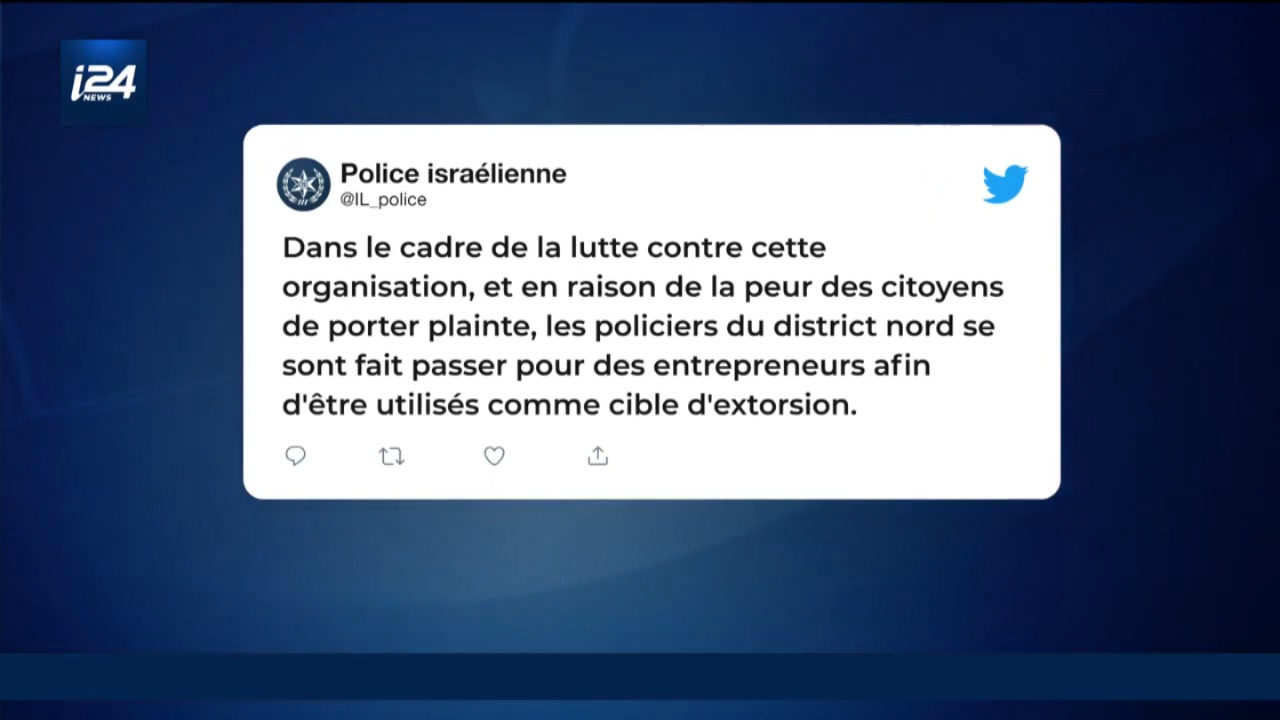 i24
NEWS
Police israélienne
@IL_police
Dans le cadre de la lutte contre cette
organisation, et en raison de la peur des citoyens
de porter plainte, les policiers du district nord se
sont fait passer pour des entrepreneurs afin
d'être utilisés comme cible d'extorsion.